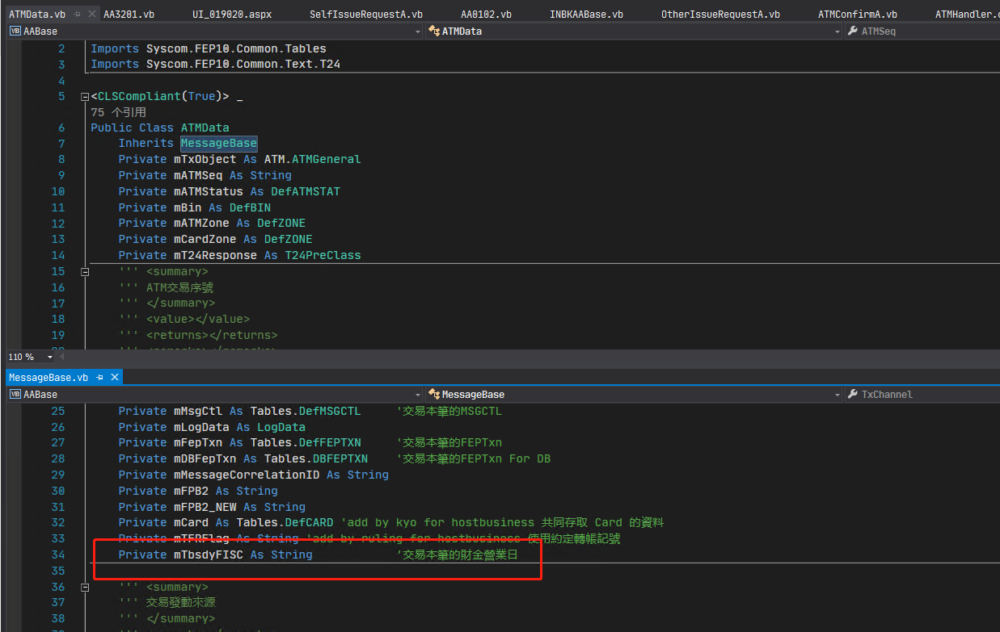 ATMData.vb AA3201.vb UI_019020.aspx SelfIssueRequestA.vb AA0102.vb INBKAABase.vb OtherIssueRequestA.vb ATMConfirmA.vb ATMHandler.
VB AABase ATMData ATMSeq
2 Imports Syscom.FEP10.Common.Tables
3 Imports Syscom.FEP10.Common.Text.T24
4
5 <CLSCompliant(True)> _
75 个引用
6 Public Class ATMData
7 Inherits MessageBase
8 Private mTxObject As ATM.ATMGeneral
9 Private mATMSeq As String
10 Private mATMStatus As DefATMSTAT
11 Private mBin As DefBIN
12 Private mATMZone As DefZONE
13 Private mCardZone As DefZONE
14 Private mT24Response As T24PreClass
15 ''' <summary>
16 ''' ATM交易序號
17 ''' </summary>
18 ''' <value></value>
19 ''' <returns></returns>
110 %
MessageBase.vb
VB AABase MessageBase TxChannel
25 Private mMsgCtl As Tables.DefMSGCTL '交易本筆的MSGCTL
26 Private mLogData As LogData
27 Private mFepTxn As Tables.DefFEPTXN '交易本筆的FEPTxn
28 Private mDBFepTxn As Tables.DBFEPTXN '交易本筆的FEPTxn For DB
29 Private mMessageCorrelationID As String
30 Private mFPB2 As String
31 Private mFPB2_NEW As String
32 Private mCard As Tables.DefCARD 'add by kyo for hostbusiness 共同存取 Card 的資料
33 Private mTFRFlag As String 'add by ruling for hostbusiness 使用約定轉帳記號
34 Private mTbsdyFISC As String '交易本筆的財金營業日
35
36 ''' <summary>
37 ''' 交易發動來源
38 ''' </summary>